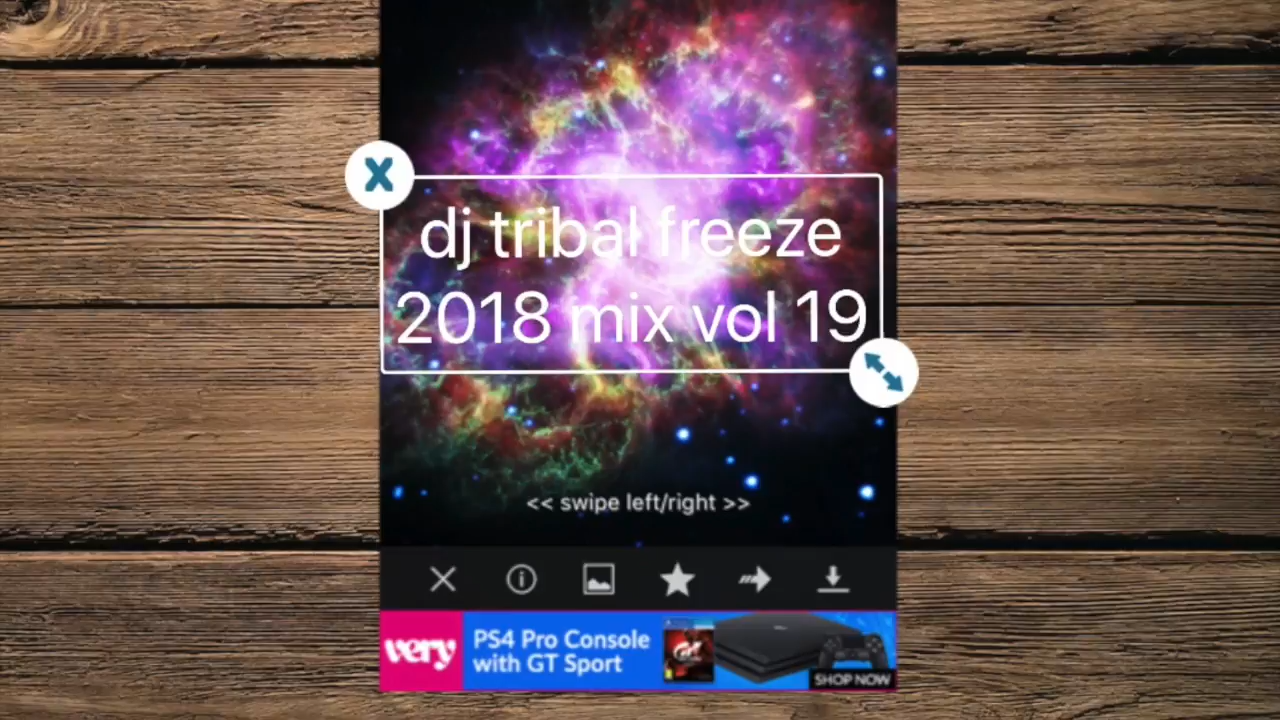 dj tribal freeze
2018 mix vol 19
<< swipe left/right >>
very
PS4 Pro Console
with GT Sport
SHOP NOW